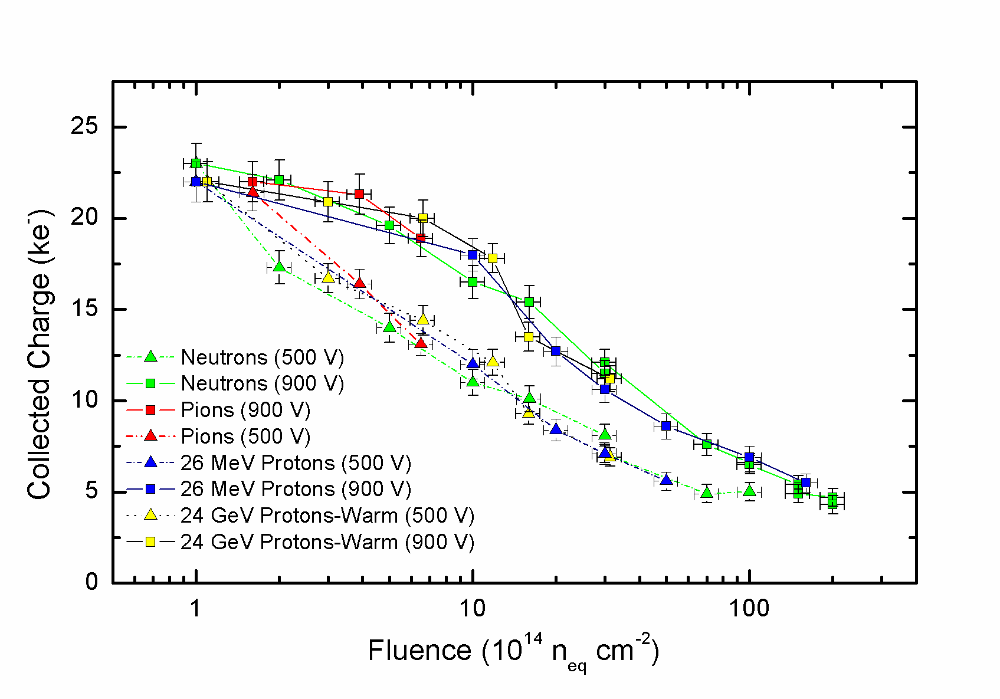 25
20
15
10
5
0
Collected Charge (ke⁻)
Neutrons (500 V)
Neutrons (900 V)
Pions (900 V)
Pions (500 V)
26 MeV Protons (500 V)
26 MeV Protons (900 V)
24 GeV Protons-Warm (500 V)
24 GeV Protons-Warm (900 V)
1 10 100
Fluence (10¹⁴ n_eq cm⁻²)